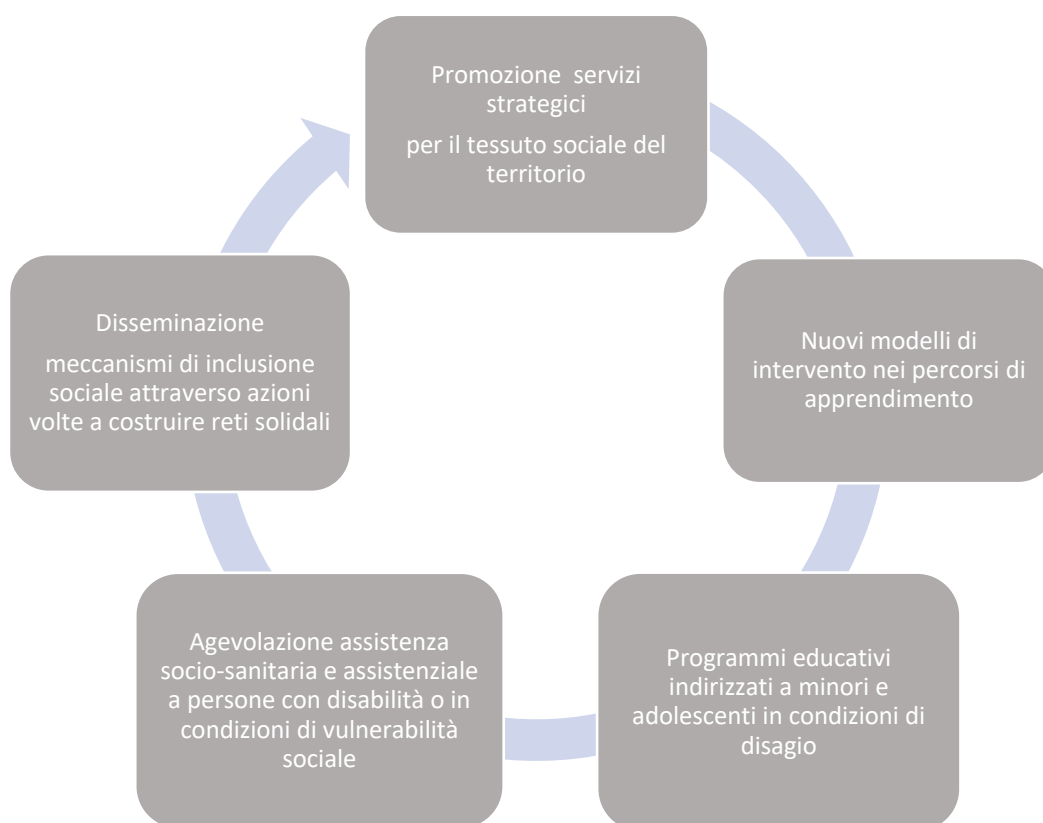 Promozione servizi
strategici
per il tessuto sociale del
territorio
Nuovi modelli di
intervento nei percorsi di
apprendimento
Programmi educativi
indirizzati a minori e
adolescenti in condizioni di
disagio
Agevolazione assistenza
socio-sanitaria e assistenziale
a persone con disabilità o in
condizioni di vulnerabilità
sociale
Disseminazione
meccanismi di inclusione
sociale attraverso azioni
volte a costruire reti solidali